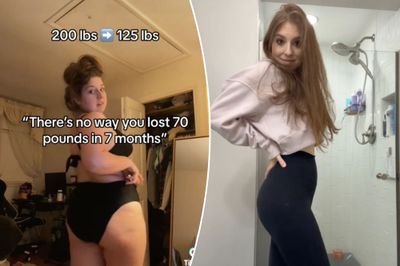 200 lbs ➡️ 125 lbs
“There’s no way you lost 70
pounds in 7 months”